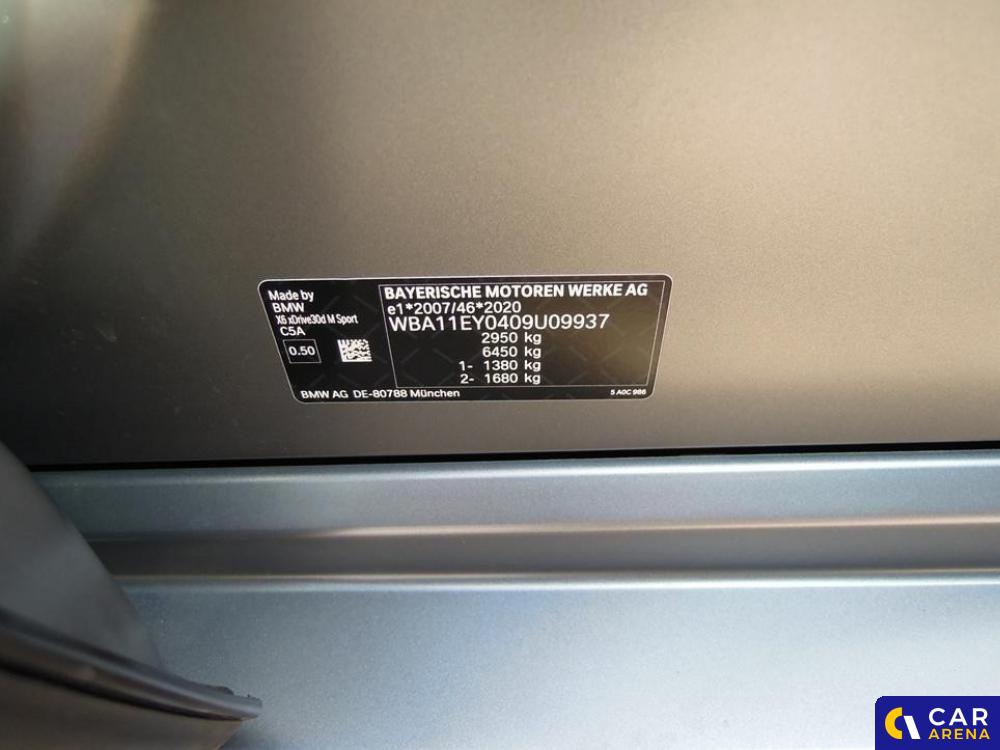 Made by
BMW
X6 xDrive30d M Sport
C5A
0.50
BAYERISCHE MOTOREN WERKE AG
e1*2007/46*2020
WBA11EY0409U09937
2950 kg
6450 kg
1- 1380 kg
2- 1680 kg
BMW AG DE-80788 München
5 A0C 986
CAR
ARENA